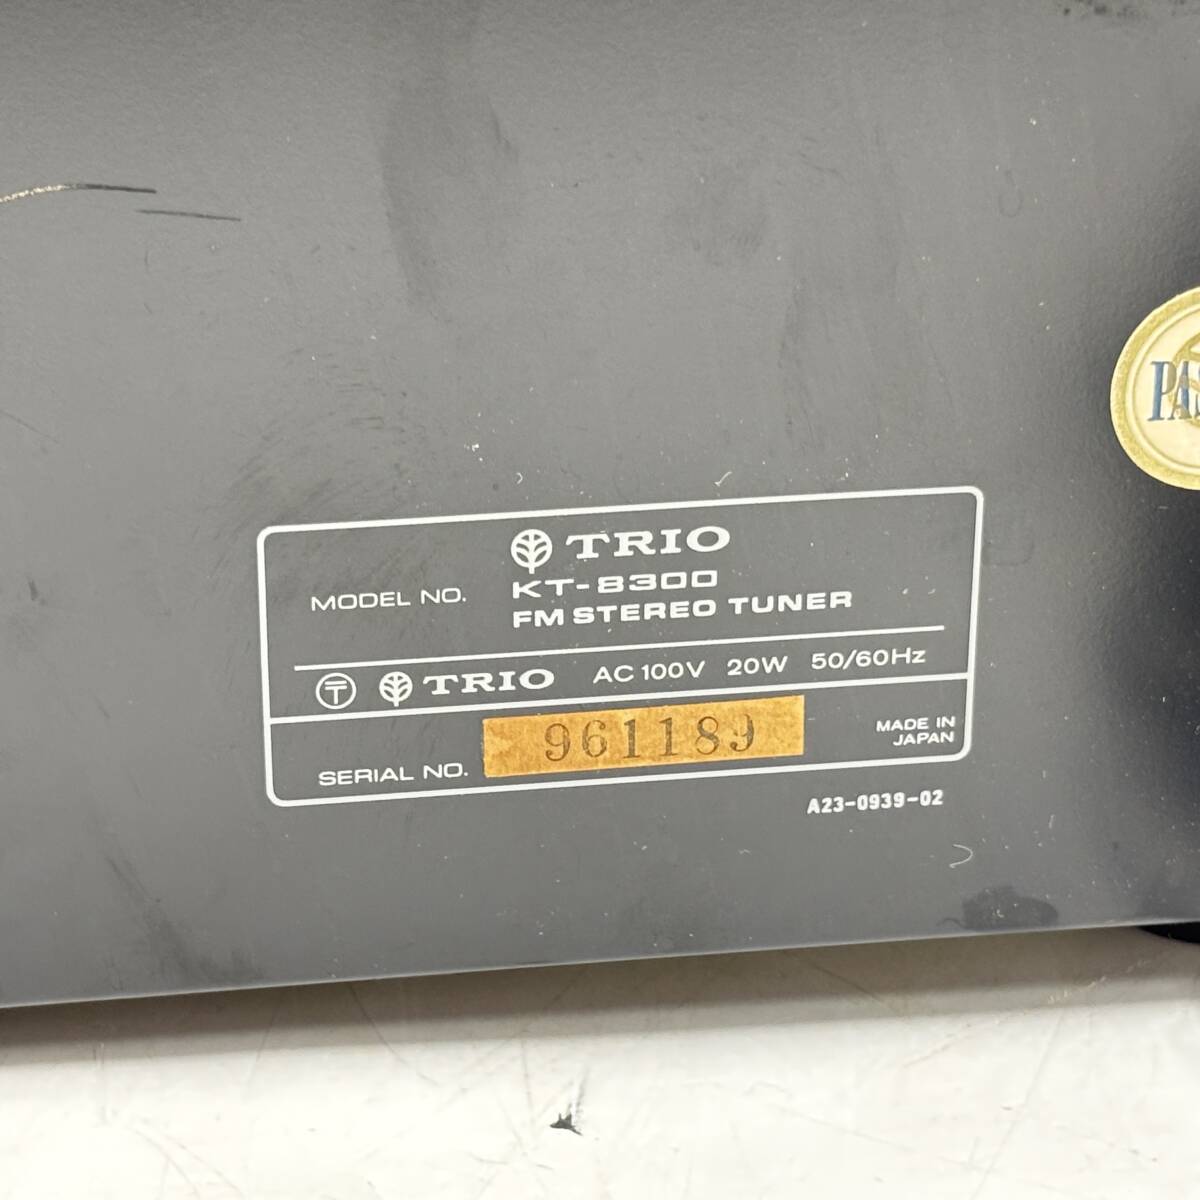 TRIO
MODEL NO. KT-8300
FM STEREO TUNER
〒 TRIO AC 100V 20W 50/60Hz
SERIAL NO. 961189 MADE IN JAPAN
A23-0939-02